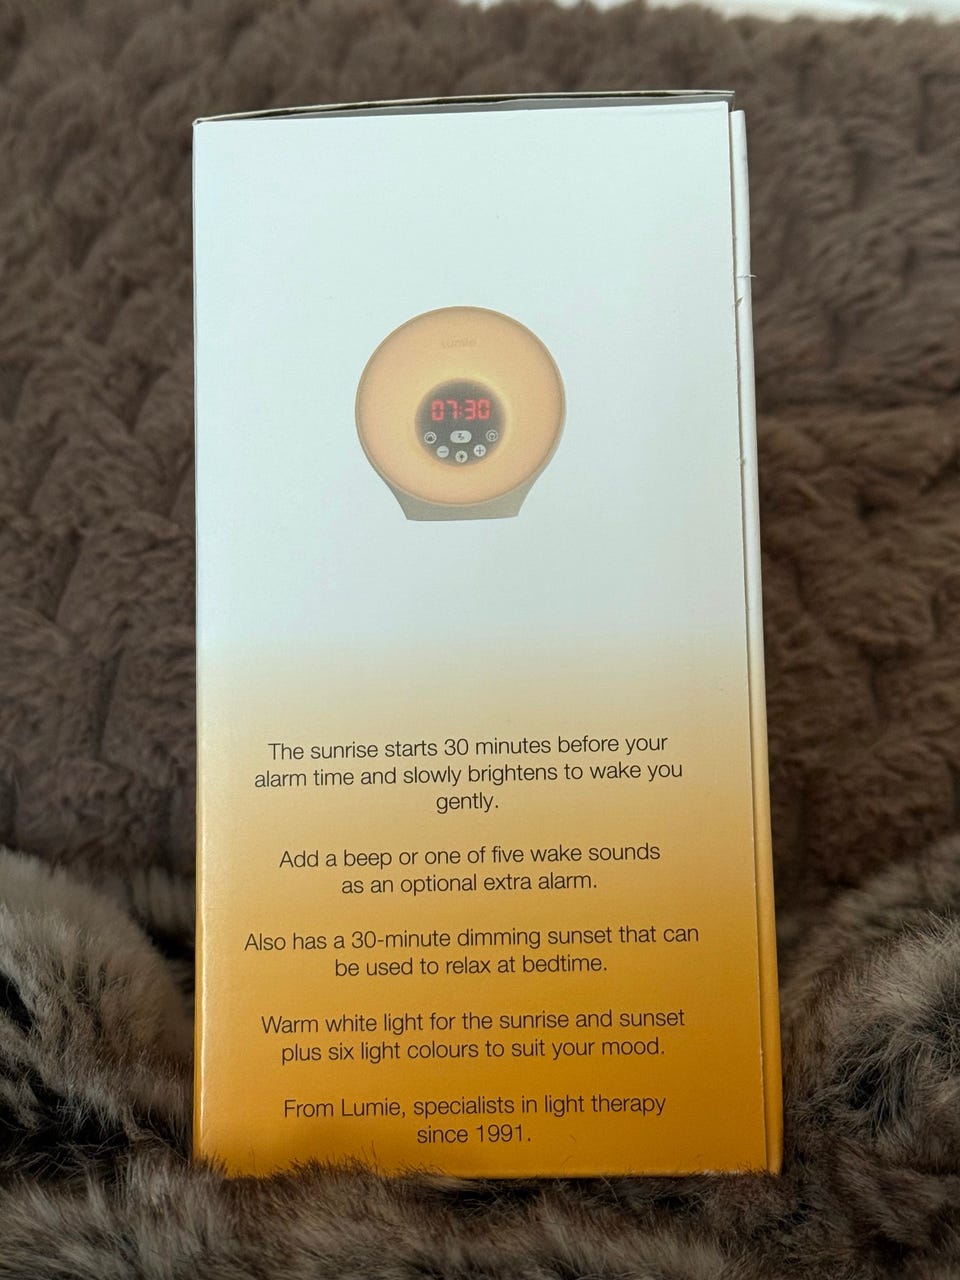 Lumie
07:30
The sunrise starts 30 minutes before your
alarm time and slowly brightens to wake you
gently.
Add a beep or one of five wake sounds
as an optional extra alarm.
Also has a 30-minute dimming sunset that can
be used to relax at bedtime.
Warm white light for the sunrise and sunset
plus six light colours to suit your mood.
From Lumie, specialists in light therapy
since 1991.